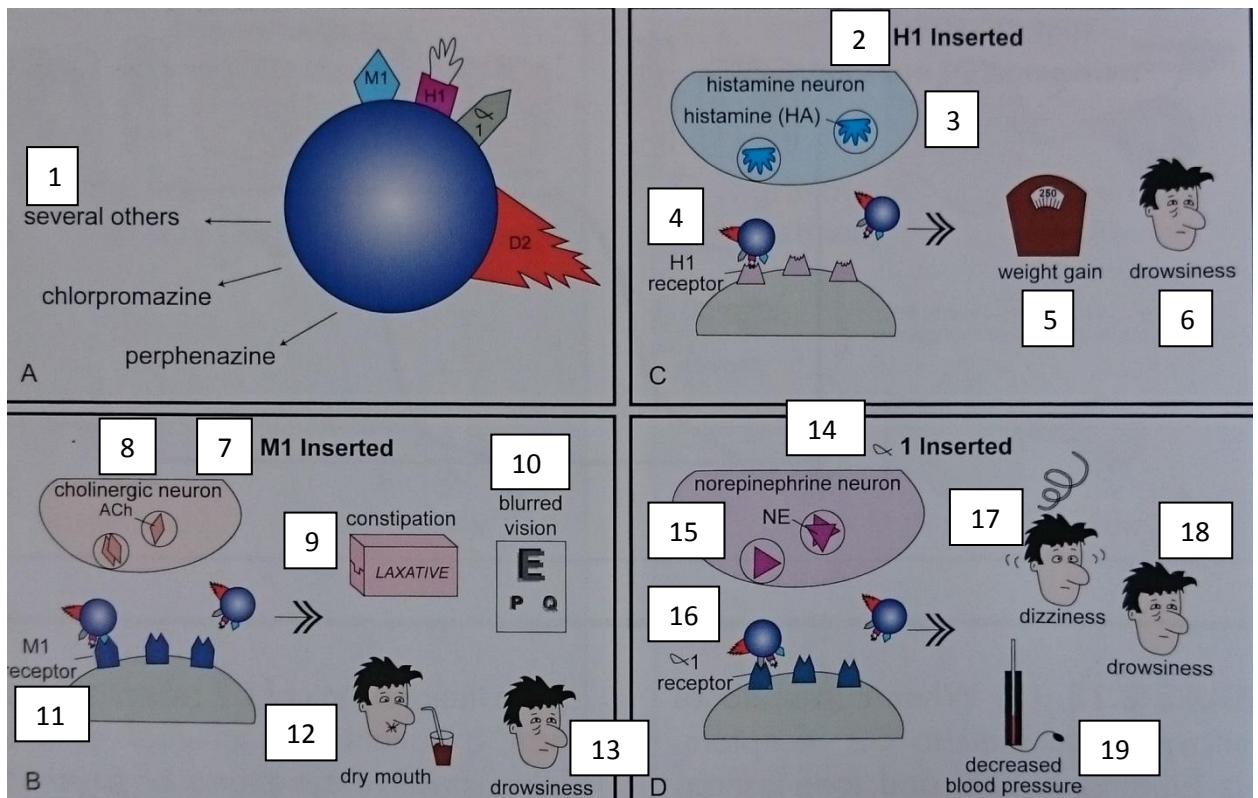 M1
H1
∝
1
D2
1
several others
chlorpromazine
perphenazine
A
2
H1 Inserted
histamine neuron
histamine (HA)
3
4
H1
receptor
250
weight gain
drowsiness
5
6
C
8
7
M1 Inserted
cholinergic neuron
ACh
10
blurred
vision
9
constipation
LAXATIVE
E
P Q
M1
receptor
11
12
dry mouth
13
drowsiness
B
14
∝ 1 Inserted
norepinephrine neuron
NE
15
17
18
16
∝1
receptor
dizziness
drowsiness
19
decreased
blood pressure
D